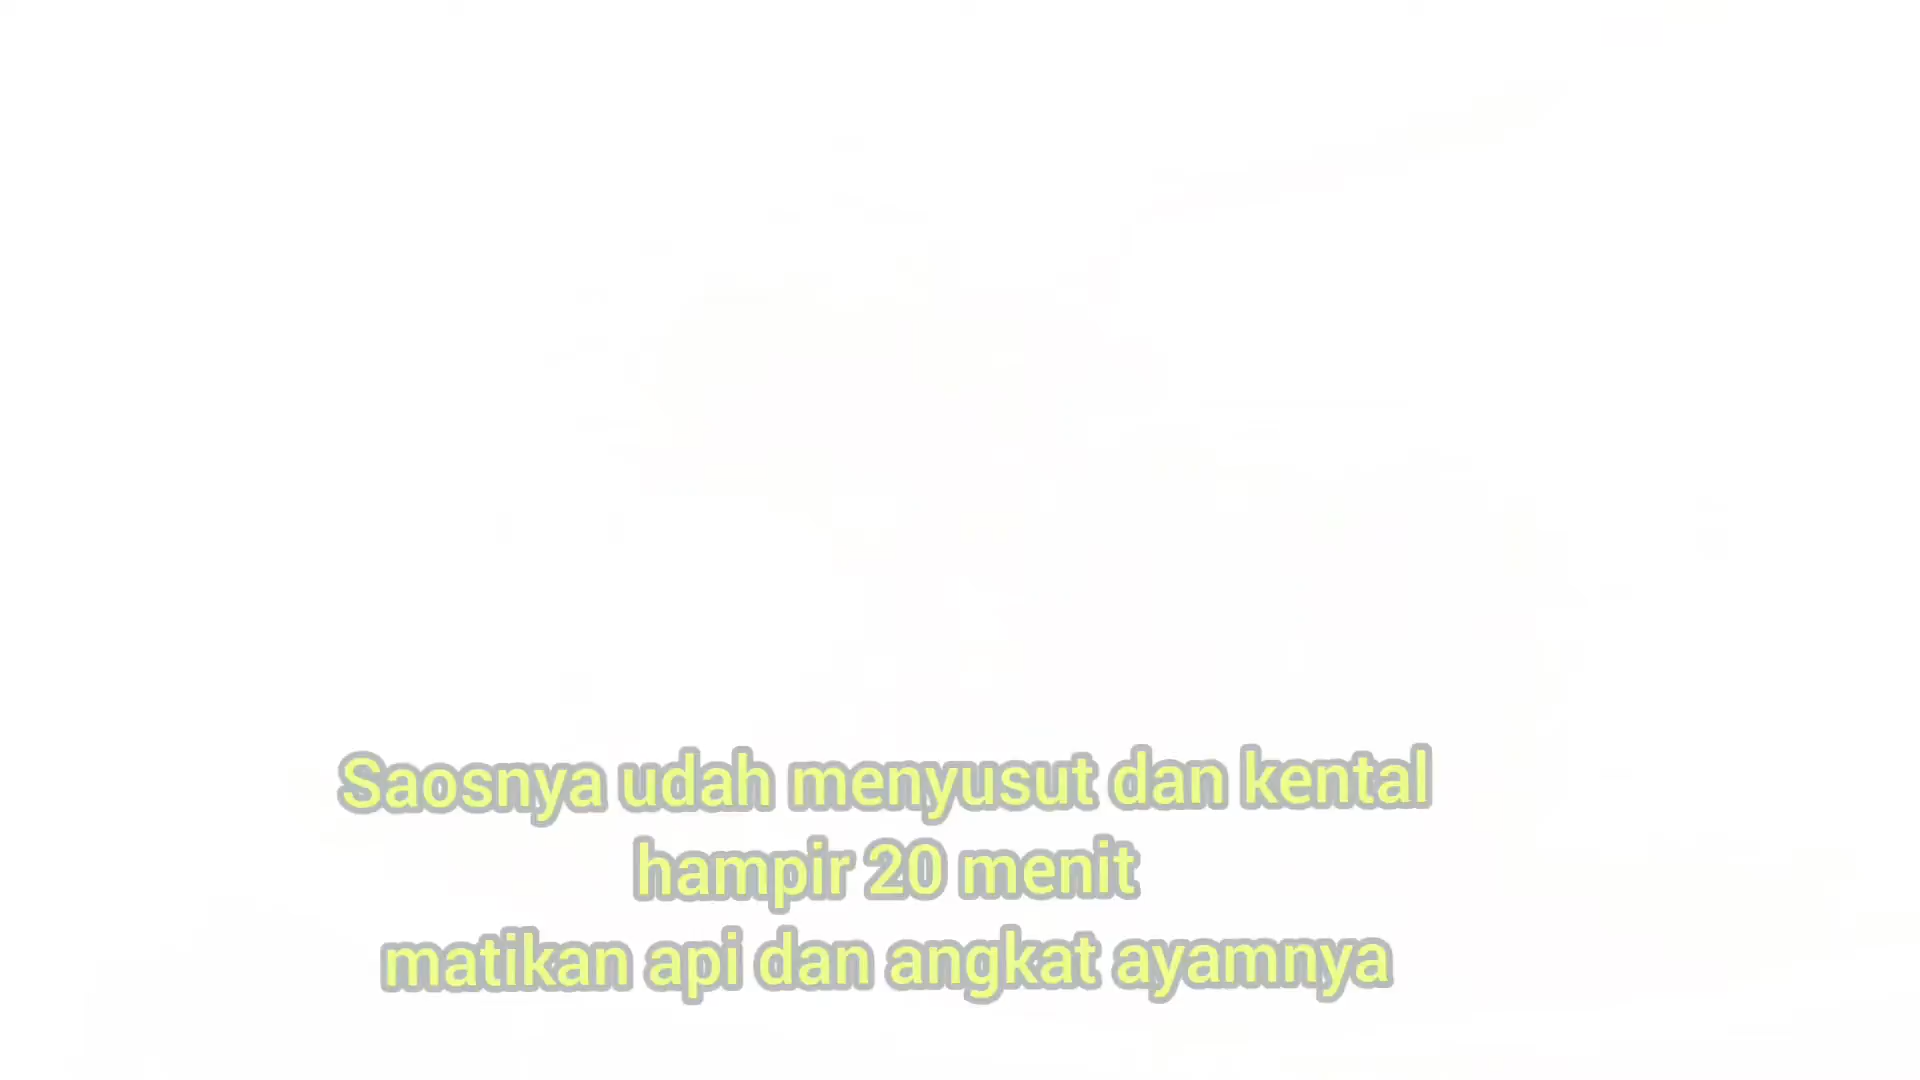 Saosnya udah menyusut dan kental
hampir 20 menit
matikan api dan angkat ayamnya